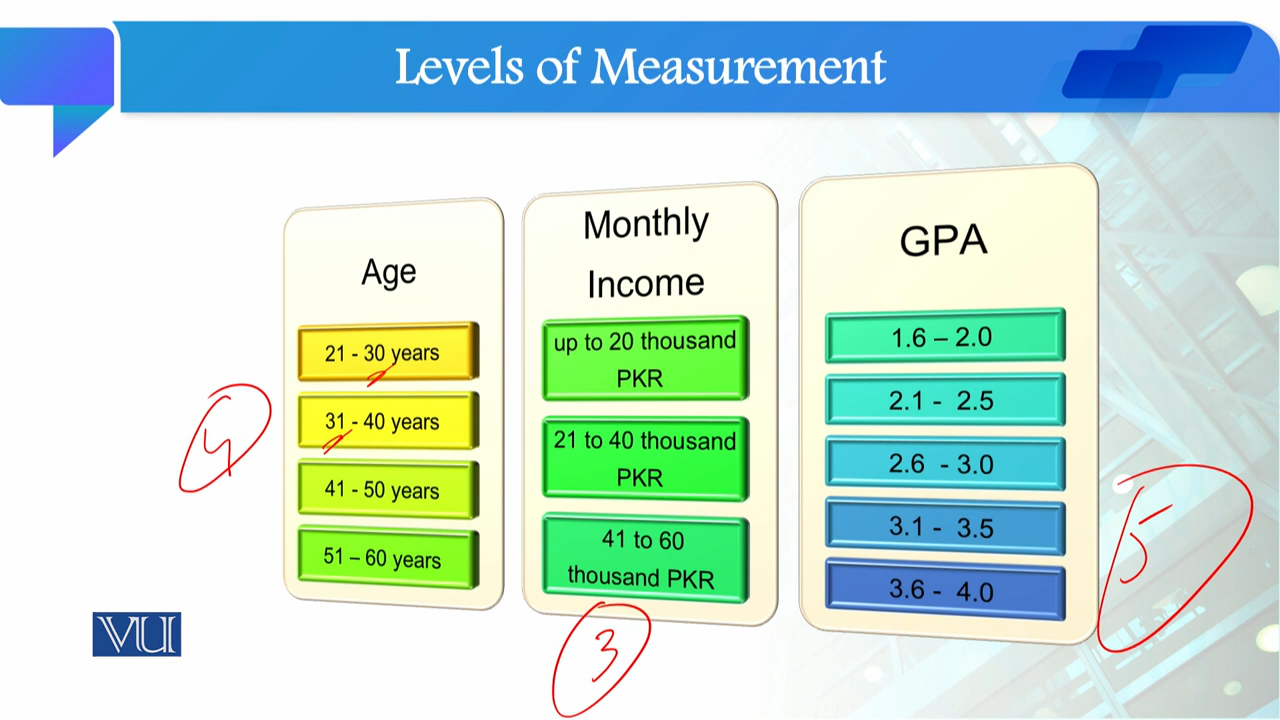 Levels of Measurement
Age
21 - 30 years
31 - 40 years
41 - 50 years
51 – 60 years
4
Monthly
Income
up to 20 thousand
PKR
21 to 40 thousand
PKR
41 to 60
thousand PKR
3
GPA
1.6 – 2.0
2.1 - 2.5
2.6 - 3.0
3.1 - 3.5
3.6 - 4.0
5
VU